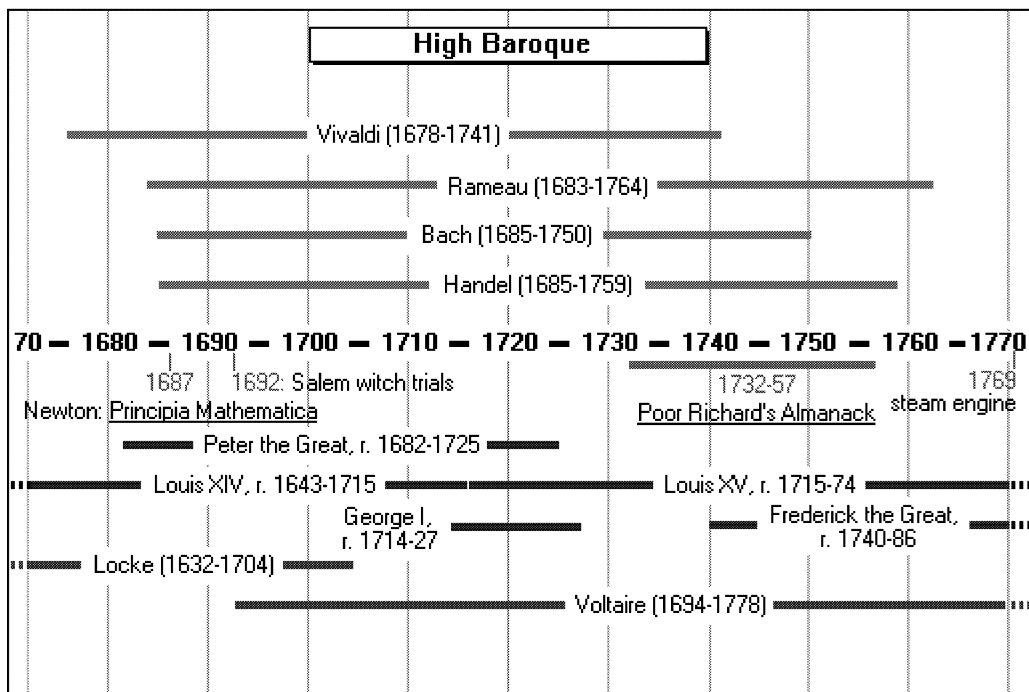 High Baroque
Vivaldi (1678-1741)
Rameau (1683-1764)
Bach (1685-1750)
Handel (1685-1759)
70 – 1680 – 1690 – 1700 – 1710 – 1720 – 1730 – 1740 – 1750 – 1760 – 1770
1687
Newton: Principia Mathematica
1692: Salem witch trials
1732-57
Poor Richard's Almanack
1769
steam engine
Peter the Great, r. 1682-1725
Louis XIV, r. 1643-1715
Louis XV, r. 1715-74
George I,
r. 1714-27
Frederick the Great,
r. 1740-86
Locke (1632-1704)
Voltaire (1694-1778)